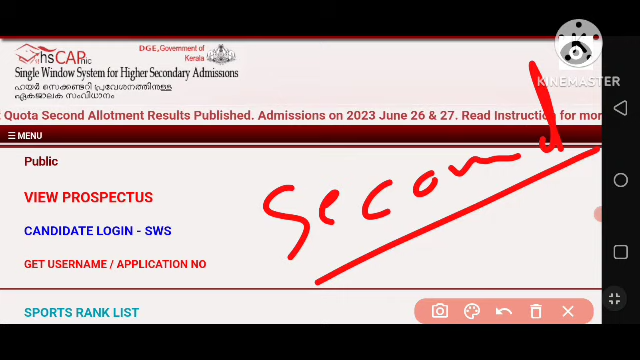 hsCAP nic
DGE, Government of
Kerala
Single Window System for Higher Secondary Admissions
ഹയർ സെക്കണ്ടറി പ്രവേശനത്തിനുള്ള
ഏകജാലക സംവിധാനം
KINEMASTER
Quota Second Allotment Results Published. Admissions on 2023 June 26 & 27. Read Instruction for mor
☰ MENU
Public
VIEW PROSPECTUS
CANDIDATE LOGIN - SWS
GET USERNAME / APPLICATION NO
second
SPORTS RANK LIST